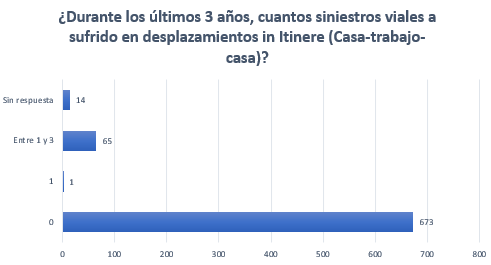 ¿Durante los últimos 3 años, cuantos siniestros viales a
sufrido en desplazamientos in Itinere (Casa-trabajo-
casa)?
Sin respuesta 14
Entre 1 y 3 65
1 1
0 673
0 100 200 300 400 500 600 700 800